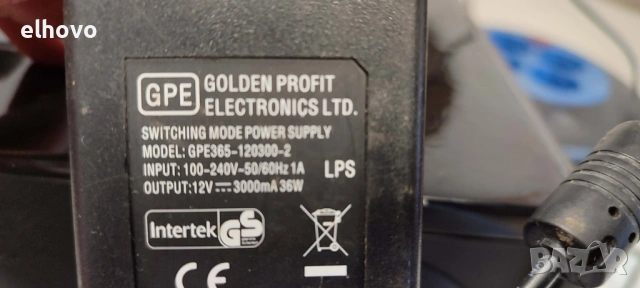 elhovo
GPE GOLDEN PROFIT
ELECTRONICS LTD.
SWITCHING MODE POWER SUPPLY
MODEL: GPE365-120300-2
INPUT: 100-240V~50/60Hz 1A
LPS
OUTPUT:12V⎓3000mA 36W
Intertek GS
CE
BAZAR